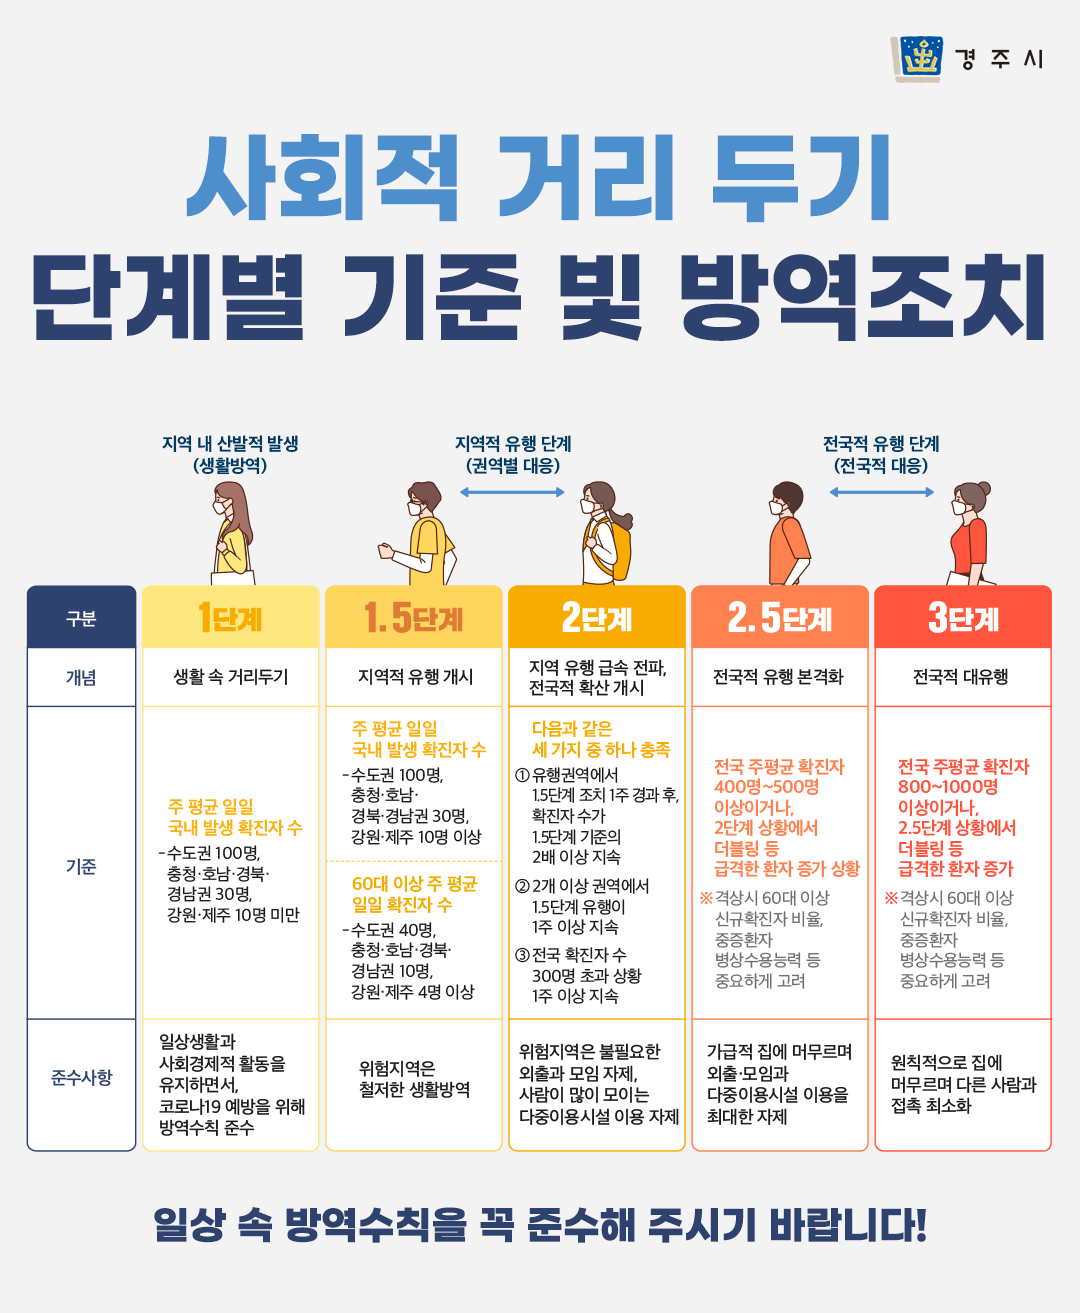 경주시
사회적 거리 두기
단계별 기준 및 방역조치
지역 내 산발적 발생
(생활방역)
지역적 유행 단계
(권역별 대응)
전국적 유행 단계
(전국적 대응)
구분
1단계
1.5단계
2단계
2.5단계
3단계
개념
생활 속 거리두기
지역적 유행 개시
지역 유행 급속 전파,
전국적 확산 개시
전국적 유행 본격화
전국적 대유행
기준
주 평균 일일
국내 발생 확진자 수
-수도권 100명,
충청·호남·경북·
경남권 30명,
강원·제주 10명 미만
주 평균 일일
국내 발생 확진자 수
-수도권 100명,
충청·호남·
경북·경남권 30명,
강원·제주 10명 이상
60대 이상 주 평균
일일 확진자 수
-수도권 40명,
충청·호남·경북·
경남권 10명,
강원·제주 4명 이상
다음과 같은
세 가지 중 하나 충족
① 유행권역에서
1.5단계 조치 1주 경과 후,
확진자 수가
1.5단계 기준의
2배 이상 지속
② 2개 이상 권역에서
1.5단계 유행이
1주 이상 지속
③ 전국 확진자 수
300명 초과 상황
1주 이상 지속
전국 주평균 확진자
400명~500명
이상이거나,
2단계 상황에서
더블링 등
급격한 환자 증가 상황
※격상시 60대 이상
신규확진자 비율,
중증환자
병상수용능력 등
중요하게 고려
전국 주평균 확진자
800~1000명
이상이거나,
2.5단계 상황에서
더블링 등
급격한 환자 증가
※격상시 60대 이상
신규확진자 비율,
중증환자
병상수용능력 등
중요하게 고려
준수사항
일상생활과
사회경제적 활동을
유지하면서,
코로나19 예방을 위해
방역수칙 준수
위험지역은
철저한 생활방역
위험지역은 불필요한
외출과 모임 자제,
사람이 많이 모이는
다중이용시설 이용 자제
가급적 집에 머무르며
외출·모임과
다중이용시설 이용을
최대한 자제
원칙적으로 집에
머무르며 다른 사람과
접촉 최소화
일상 속 방역수칙을 꼭 준수해 주시기 바랍니다!